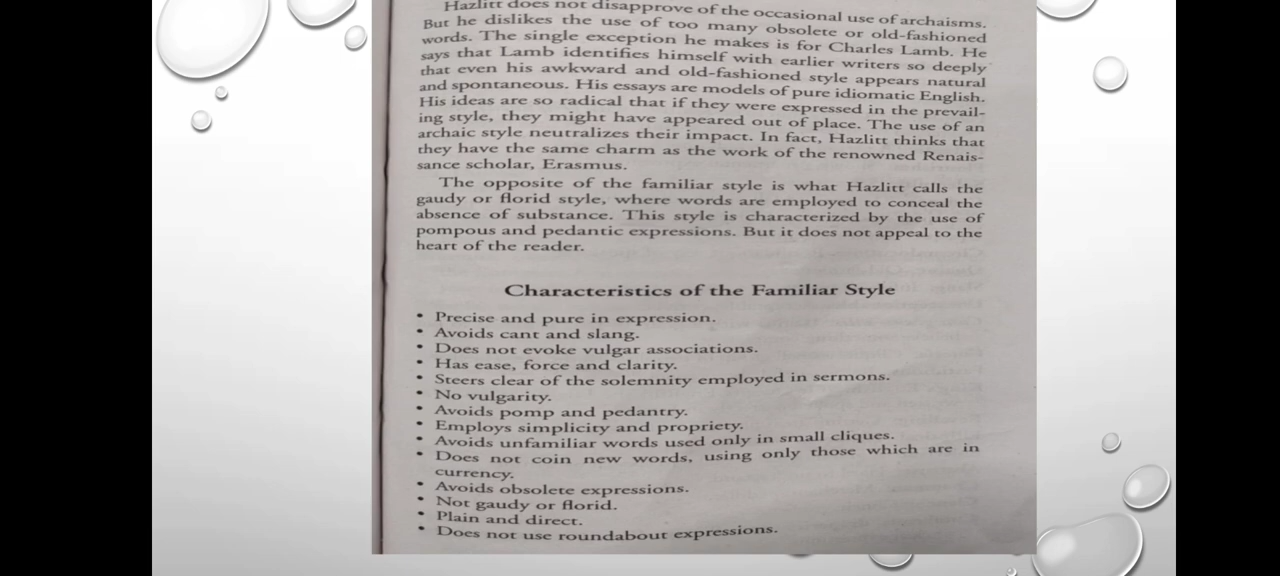 Hazlitt does not disapprove of the occasional use of archaisms.
But he dislikes the use of too many obsolete or old-fashioned
words. The single exception he makes is for Charles Lamb. He
says that Lamb identifies himself with earlier writers so deeply
that even his awkward and old-fashioned style appears natural
and spontaneous. His essays are models of pure idiomatic English.
His ideas are so radical that if they were expressed in the prevail-
ing style, they might have appeared out of place. The use of an
archaic style neutralizes their impact. In fact, Hazlitt thinks that
they have the same charm as the work of the renowned Renais-
sance scholar, Erasmus.
The opposite of the familiar style is what Hazlitt calls the
gaudy or florid style, where words are employed to conceal the
absence of substance. This style is characterized by the use of
pompous and pedantic expressions. But it does not appeal to the
heart of the reader.
Characteristics of the Familiar Style
• Precise and pure in expression.
• Avoids cant and slang.
• Does not evoke vulgar associations.
• Has ease, force and clarity.
• Steers clear of the solemnity employed in sermons.
• No vulgarity.
• Avoids pomp and pedantry.
• Employs simplicity and propriety.
• Avoids unfamiliar words used only in small cliques.
• Does not coin new words, using only those which are in
currency.
• Avoids obsolete expressions.
• Not gaudy or florid.
• Plain and direct.
• Does not use roundabout expressions.